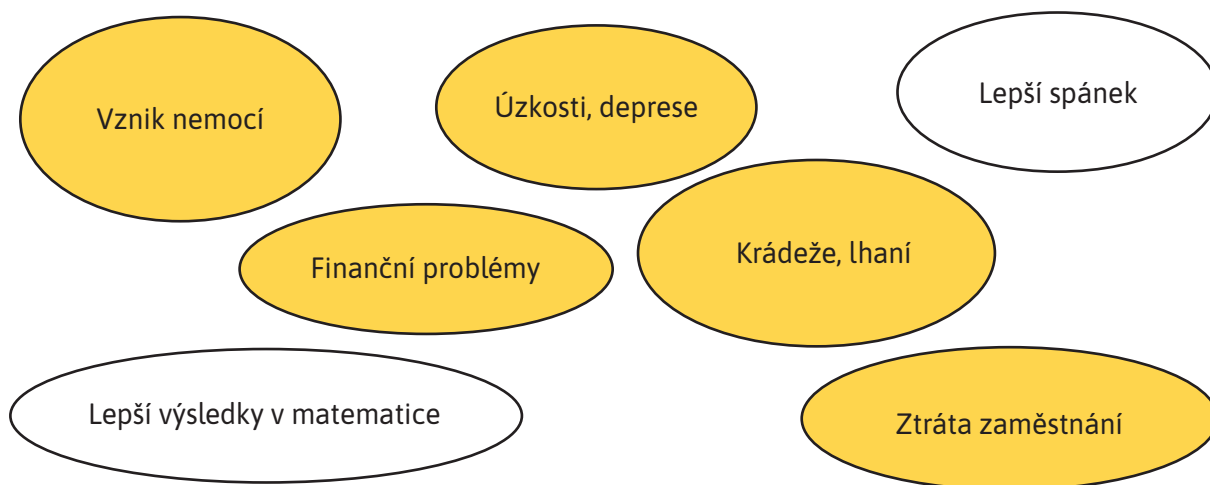 Vznik nemocí
Úzkosti, deprese
Lepší spánek
Finanční problémy
Krádeže, lhaní
Lepší výsledky v matematice
Ztráta zaměstnání